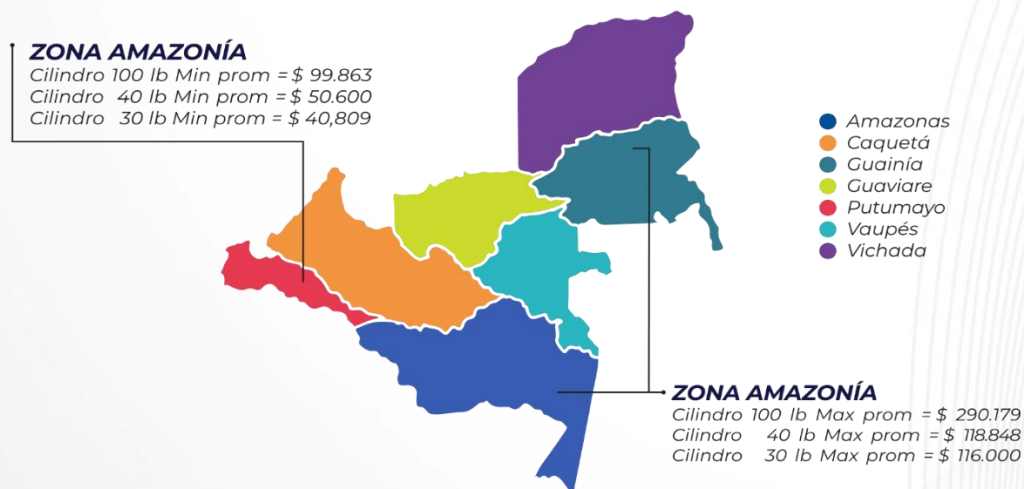 ZONA AMAZONÍA
Cilindro 100 lb Min prom = $ 99.863
Cilindro 40 lb Min prom = $ 50.600
Cilindro 30 lb Min prom = $ 40,809
Amazonas
Caquetá
Guainía
Guaviare
Putumayo
Vaupés
Vichada
ZONA AMAZONÍA
Cilindro 100 lb Max prom = $ 290.179
Cilindro 40 lb Max prom = $ 118.848
Cilindro 30 lb Max prom = $ 116.000